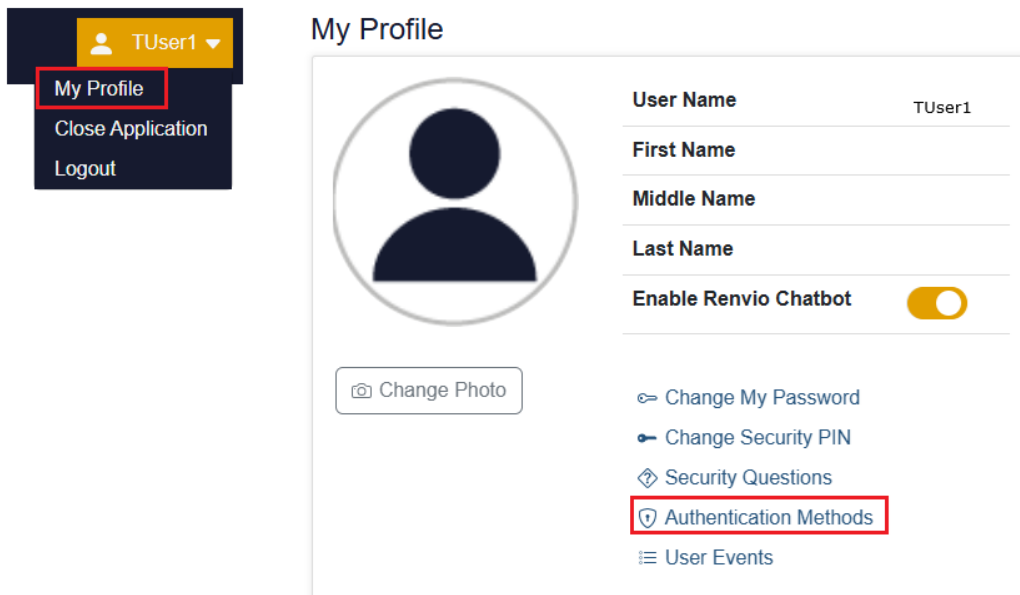 TUser1
My Profile
Close Application
Logout
My Profile
User Name TUser1
First Name
Middle Name
Last Name
Enable Renvio Chatbot
Change Photo
Change My Password
Change Security PIN
Security Questions
Authentication Methods
User Events